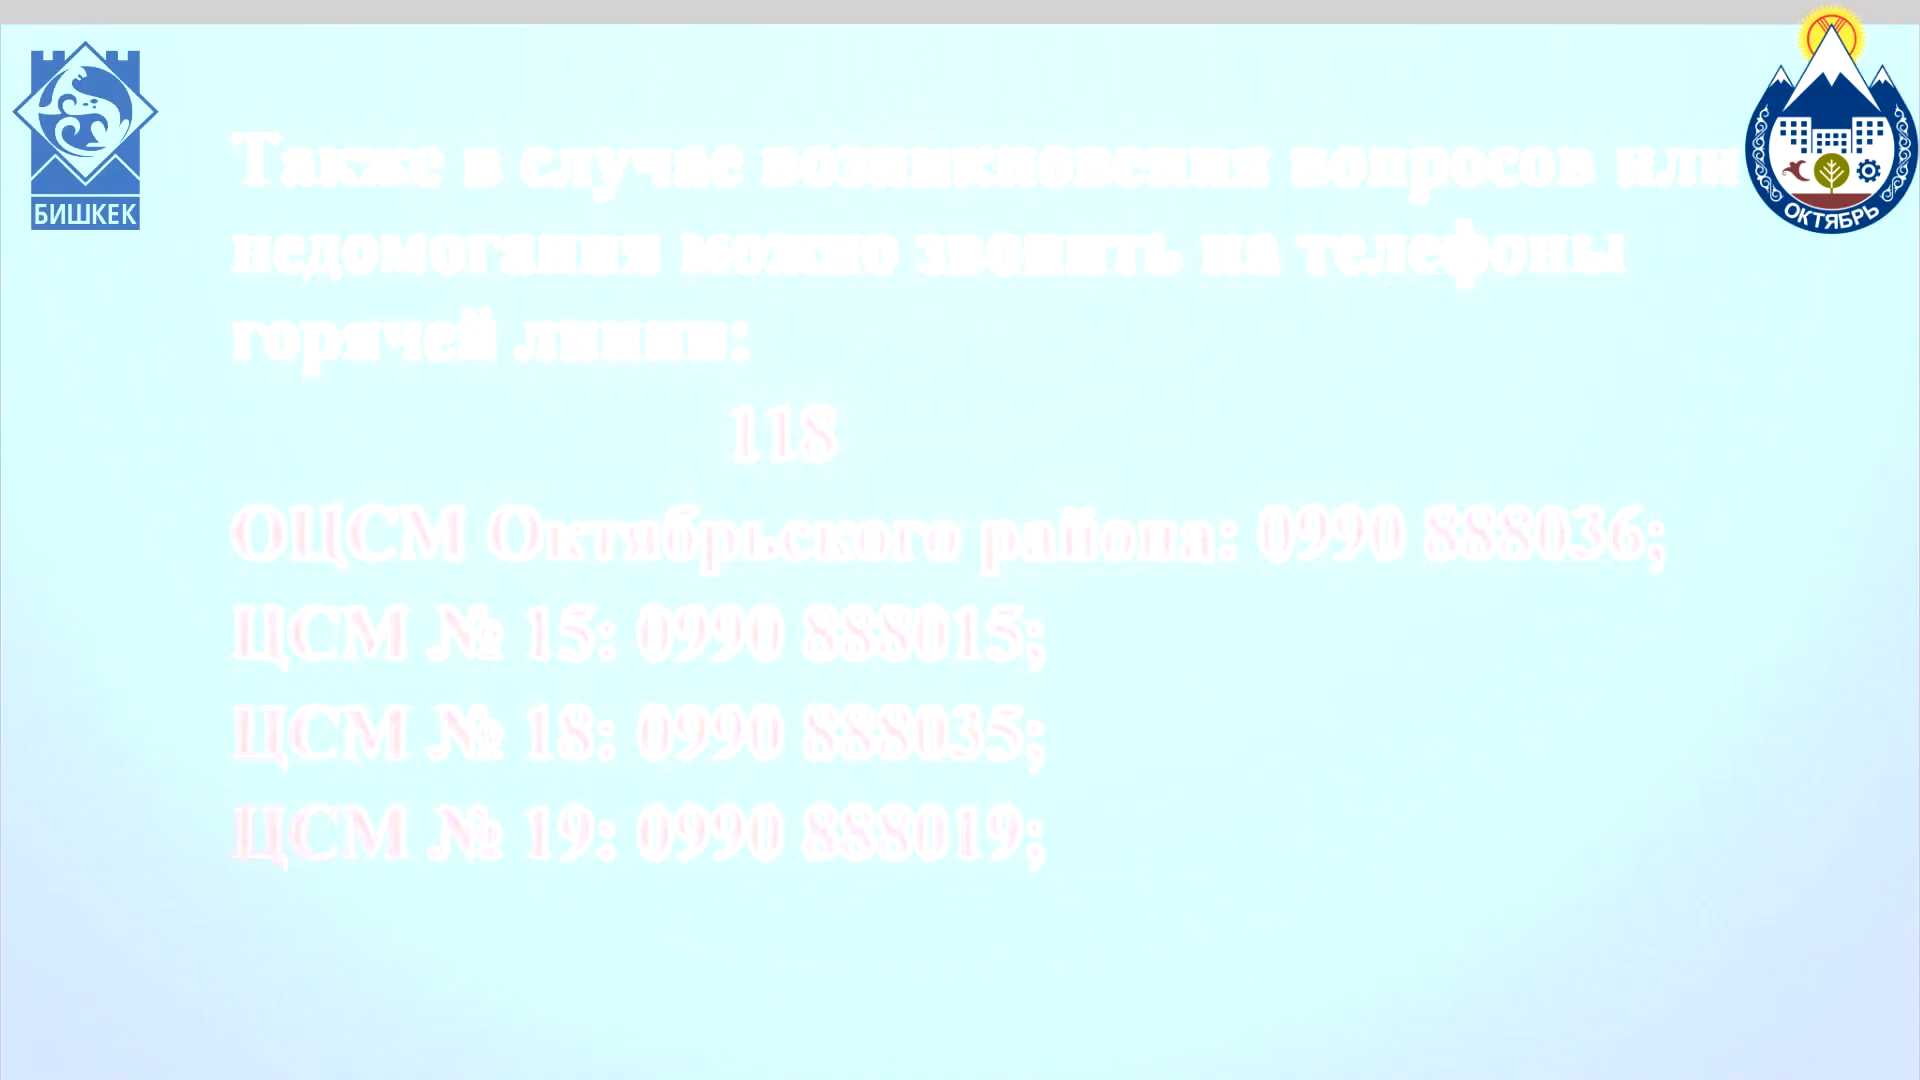 БИШКЕК
ОКТЯБРЬ
Также в случае возникновения вопросов или
недомогания можно звонить на телефоны
горячей линии:
118
ОЦСМ Октябрьского района: 0990 888036;
ЦСМ № 15: 0990 888015;
ЦСМ № 18: 0990 888035;
ЦСМ № 19: 0990 888019;